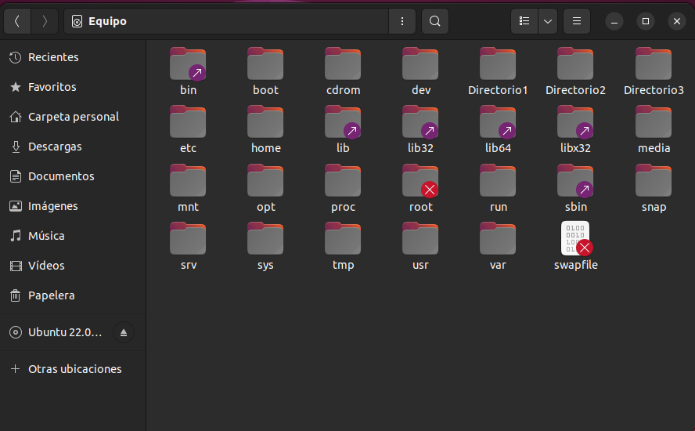 Equipo
Recientes
Favoritos
Carpeta personal
Descargas
Documentos
Imágenes
Música
Vídeos
Papelera
Ubuntu 22.0...
Otras ubicaciones
bin boot cdrom dev Directorio1 Directorio2 Directorio3
etc home lib lib32 lib64 libx32 media
mnt opt proc root run sbin snap
srv sys tmp usr var swapfile